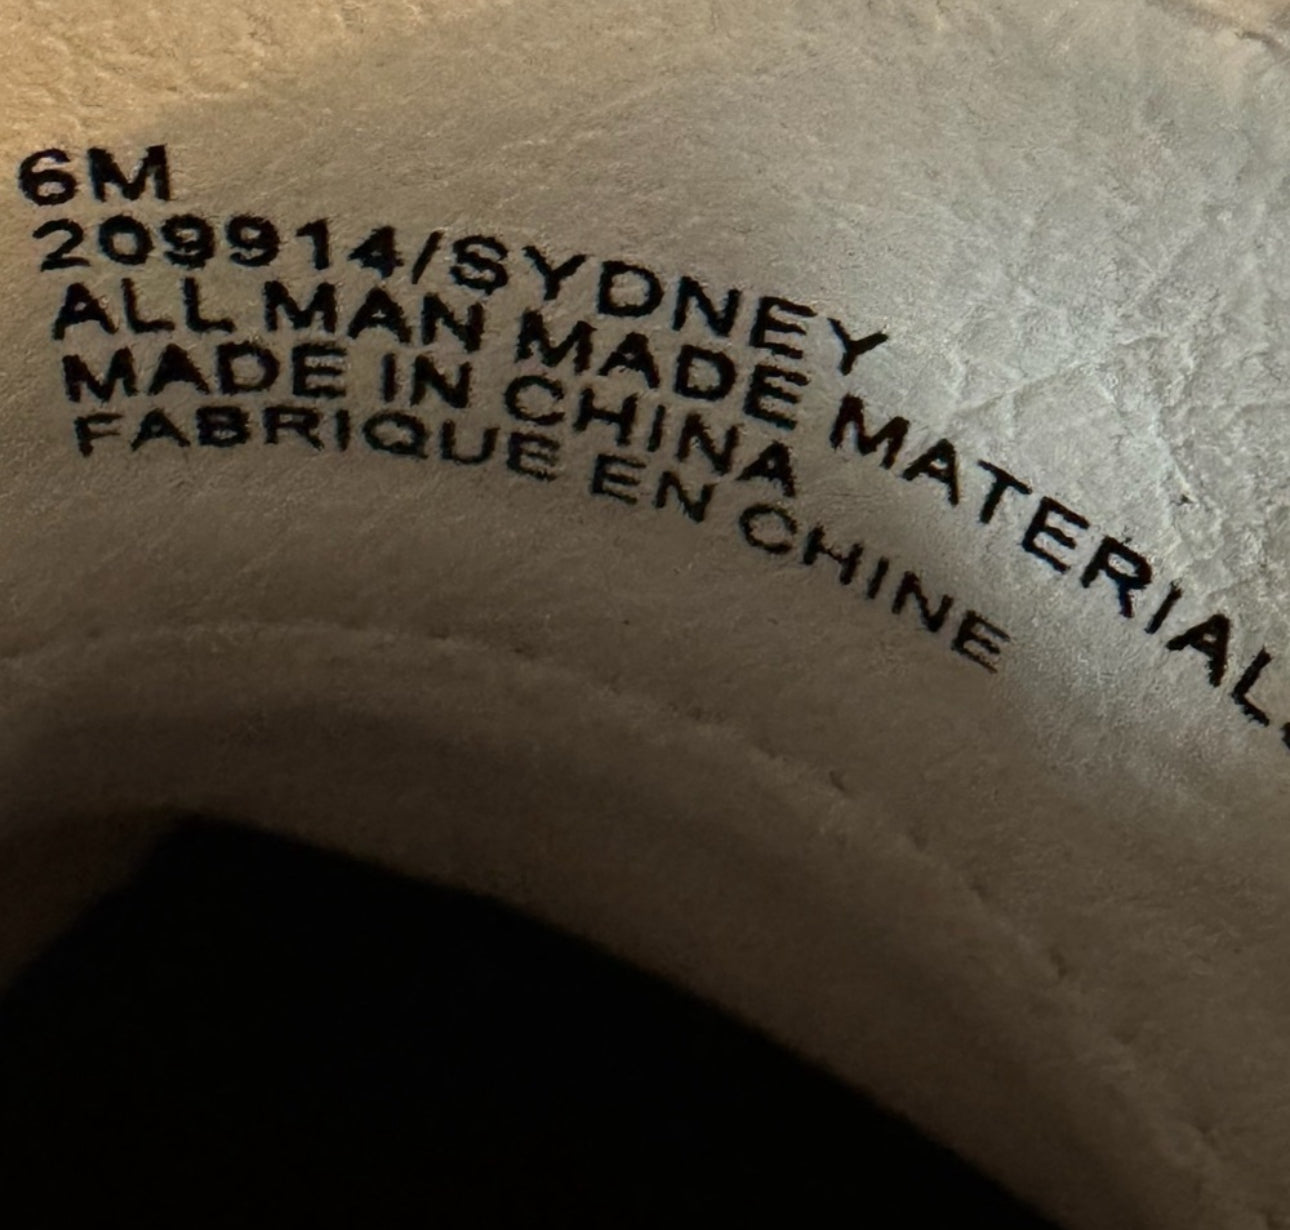 6M
209914/SYDNEY
ALL MAN MADE MATERIALS
MADE IN CHINA
FABRIQUE EN CHINE